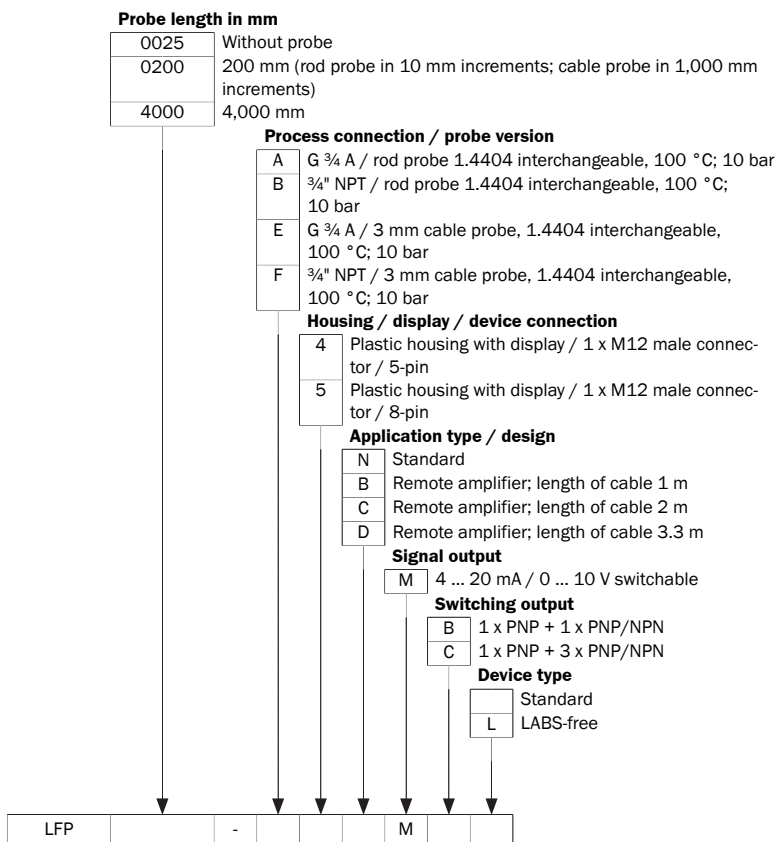 Probe length in mm
0025 Without probe
0200 200 mm (rod probe in 10 mm increments; cable probe in 1,000 mm
increments)
4000 4,000 mm
Process connection / probe version
A G ¾ A / rod probe 1.4404 interchangeable, 100 °C; 10 bar
B ¾" NPT / rod probe 1.4404 interchangeable, 100 °C;
10 bar
E G ¾ A / 3 mm cable probe, 1.4404 interchangeable,
100 °C; 10 bar
F ¾" NPT / 3 mm cable probe, 1.4404 interchangeable,
100 °C; 10 bar
Housing / display / device connection
4 Plastic housing with display / 1 x M12 male connec-
tor / 5-pin
5 Plastic housing with display / 1 x M12 male connec-
tor / 8-pin
Application type / design
N Standard
B Remote amplifier; length of cable 1 m
C Remote amplifier; length of cable 2 m
D Remote amplifier; length of cable 3.3 m
Signal output
M 4 ... 20 mA / 0 ... 10 V switchable
Switching output
B 1 x PNP + 1 x PNP/NPN
C 1 x PNP + 3 x PNP/NPN
Device type
Standard
L LABS-free
LFP - M